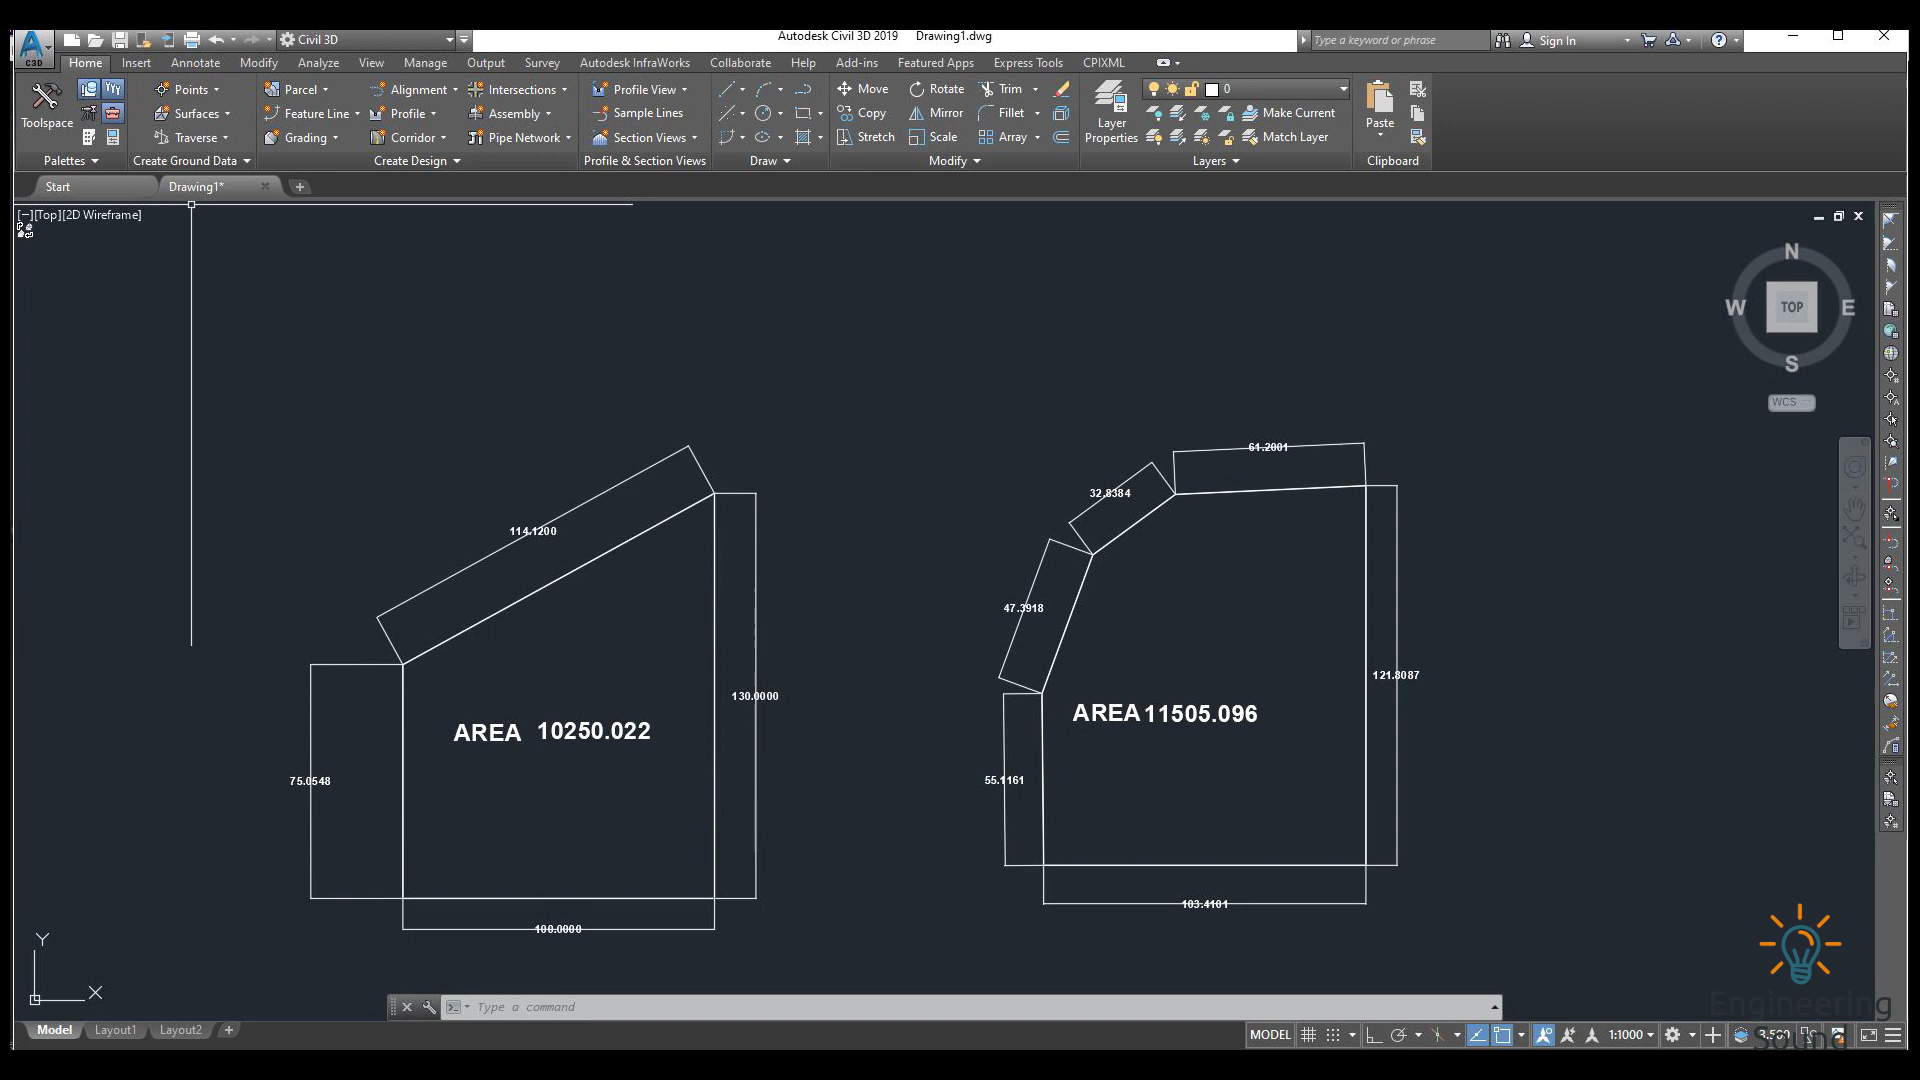 Civil 3D
Autodesk Civil 3D 2019 Drawing1.dwg
Type a keyword or phrase
Sign In
C3D
Home Insert Annotate Modify Analyze View Manage Output Survey Autodesk InfraWorks Collaborate Help Add-ins Featured Apps Express Tools CPIXML
Toolspace
Palettes
Points
Surfaces
Traverse
Create Ground Data
Parcel
Feature Line
Grading
Alignment
Profile
Corridor
Intersections
Assembly
Pipe Network
Create Design
Profile View
Sample Lines
Section Views
Profile & Section Views
Draw
Move
Copy
Stretch
Rotate
Mirror
Scale
Trim
Fillet
Array
Modify
Layer
Properties
0
Make Current
Match Layer
Layers
Paste
Clipboard
Start
Drawing1*
[−][Top][2D Wireframe]
N
W
TOP
E
S
WCS
114.1200
130.0000
AREA 10250.022
75.0548
100.0000
61.2001
32.8384
47.3918
121.8087
AREA 11505.096
55.1161
103.4101
Y
X
Type a command
Model
Layout1
Layout2
MODEL
1:1000
3.500
Engineering
Sound